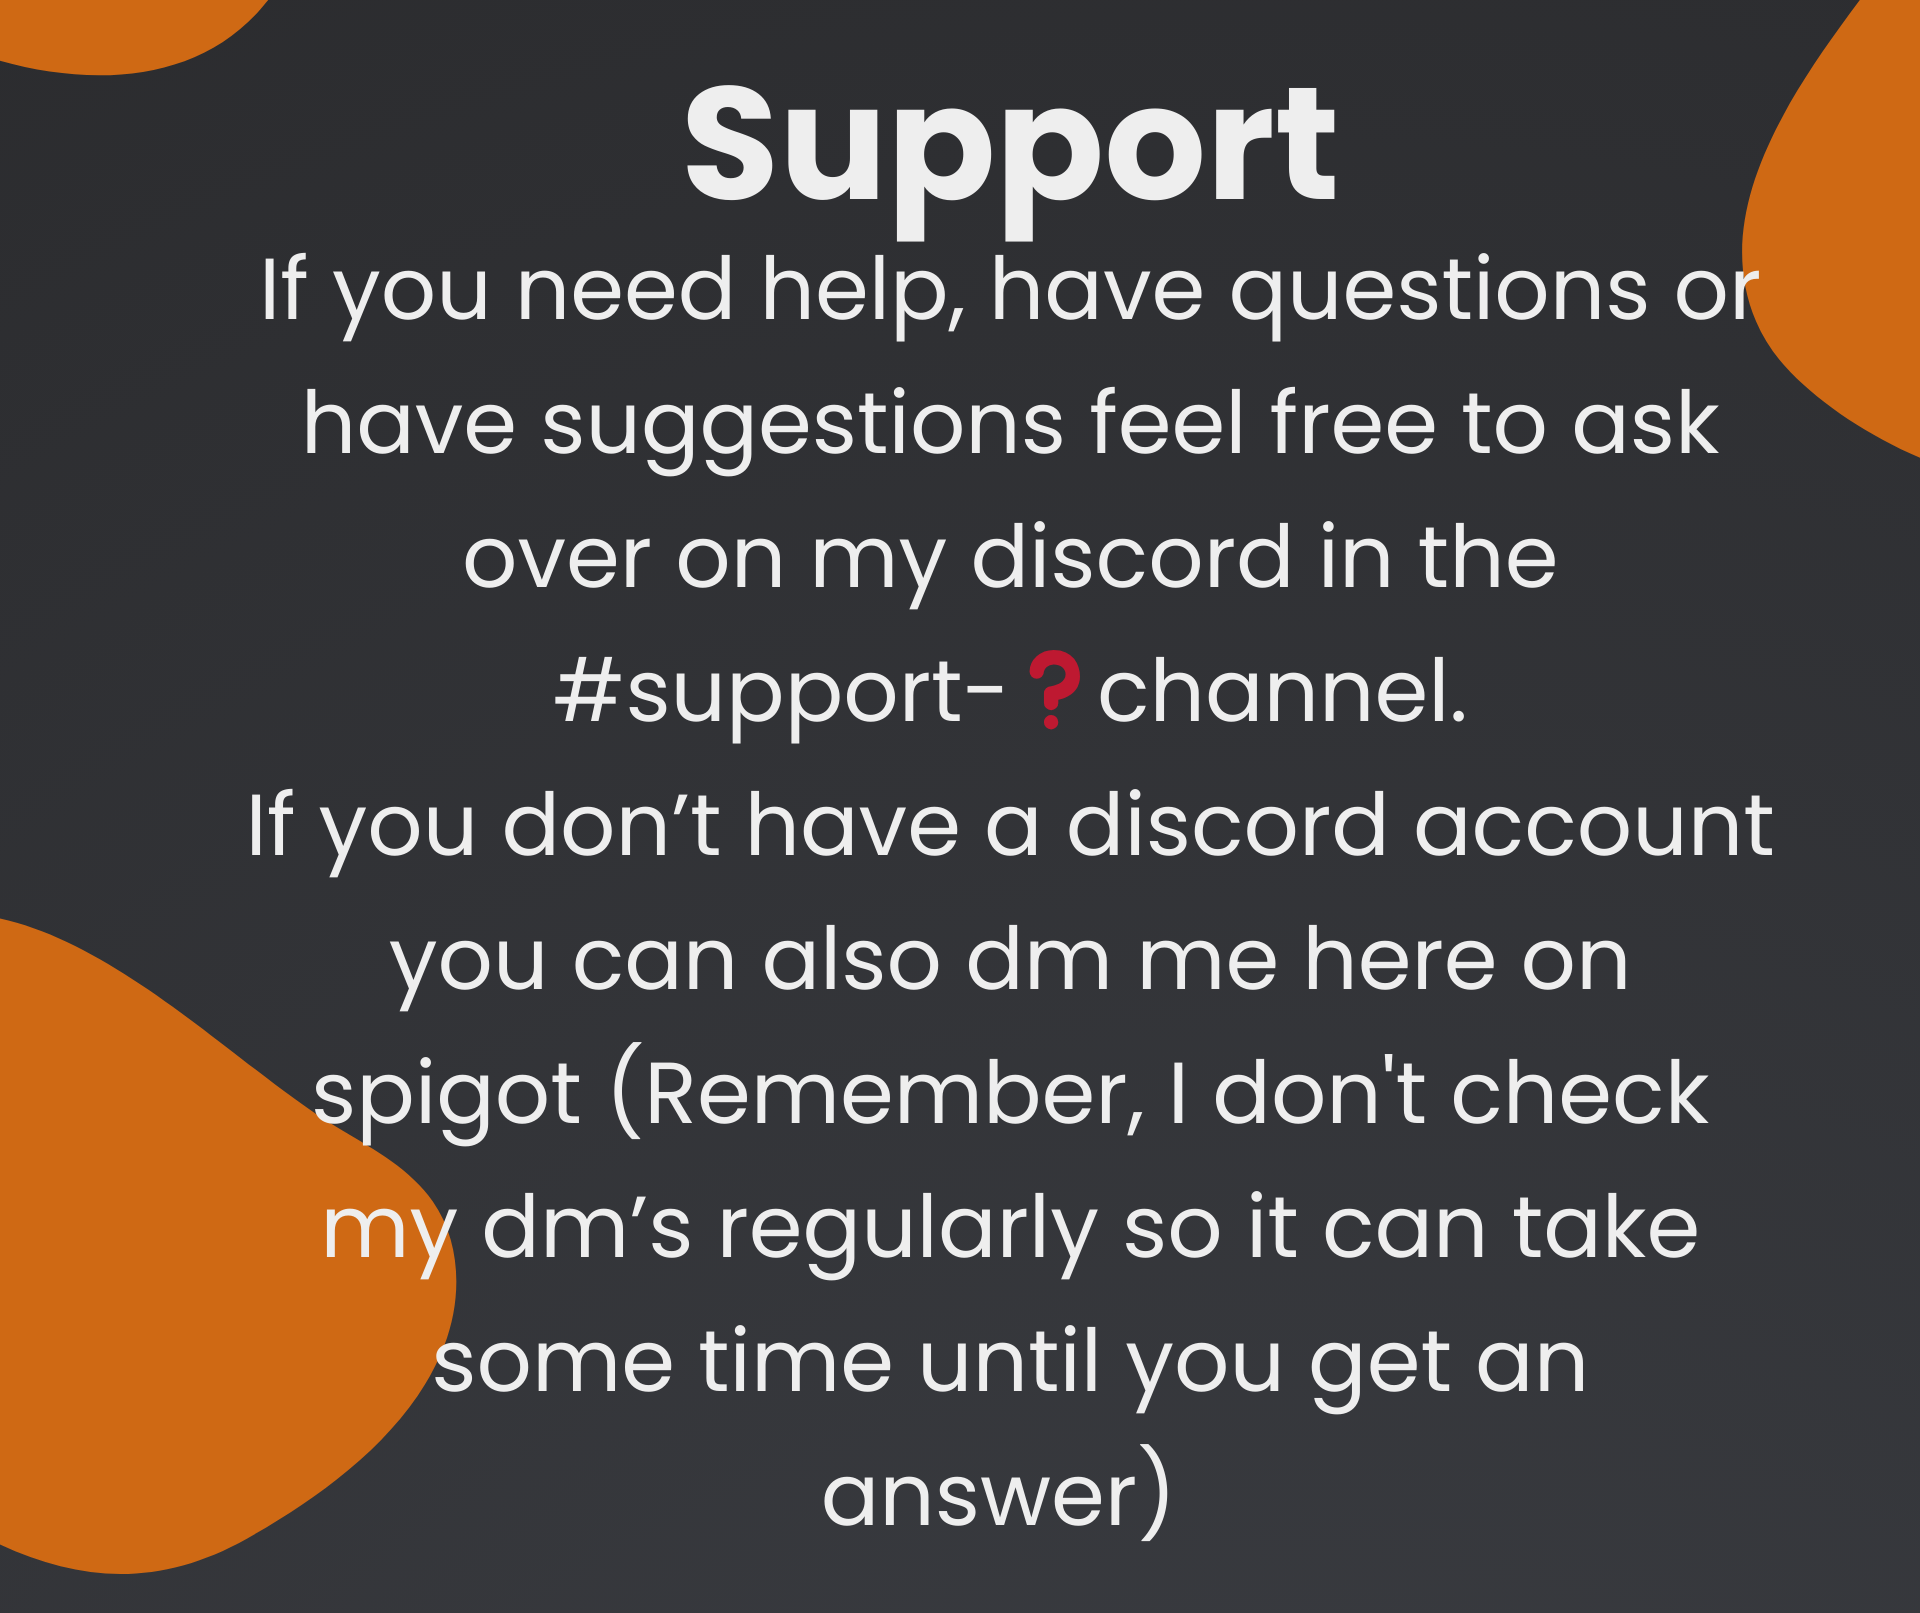 Support
If you need help, have questions or
have suggestions feel free to ask
over on my discord in the
#support-❓channel.
If you don’t have a discord account
you can also dm me here on
spigot (Remember, I don't check
my dm’s regularly so it can take
some time until you get an
answer)